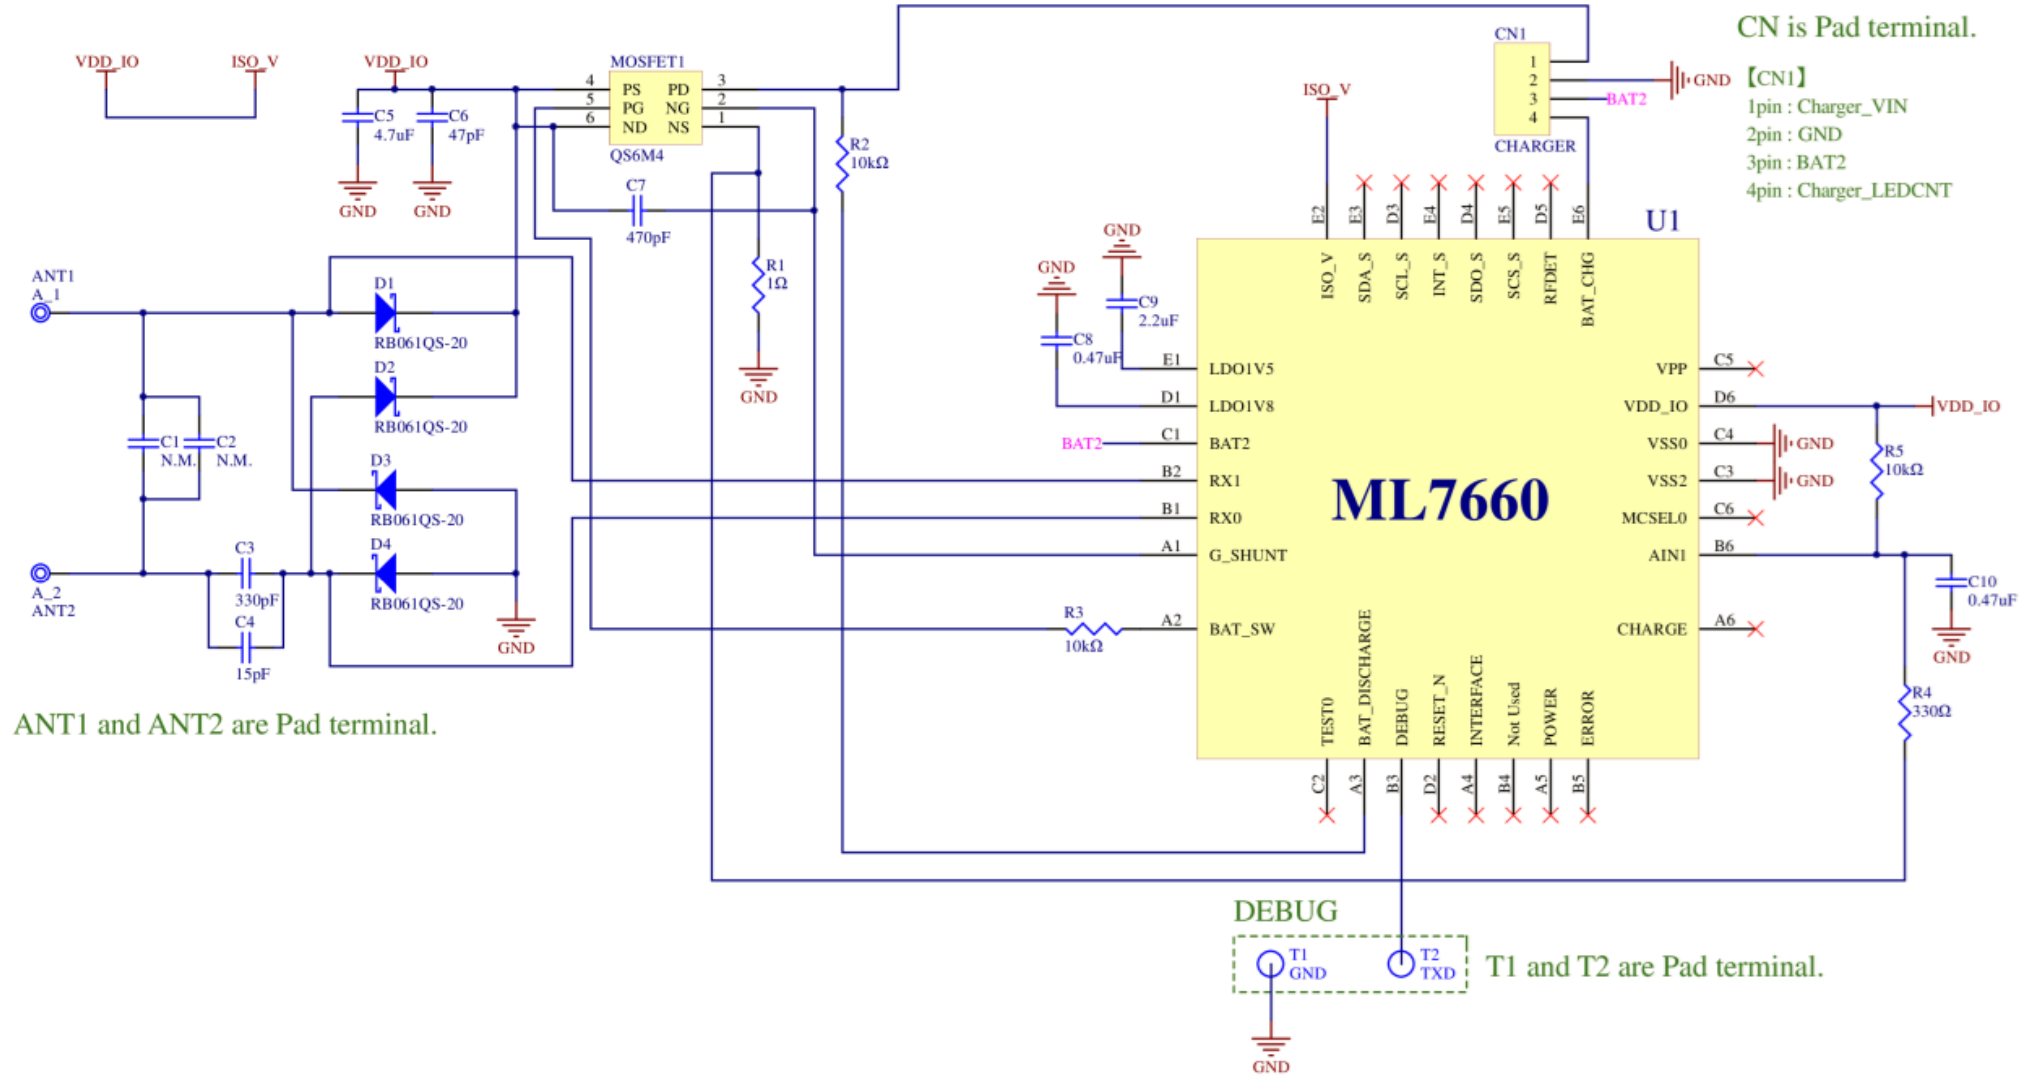 VDD_IO
ISO_V
VDD_IO
C5
4.7uF
C6
47pF
GND
GND
MOSFET1
4
5
6
PS
PG
ND
PD
NG
NS
3
2
1
QS6M4
C7
470pF
R2
10kΩ
R1
1Ω
GND
CN1
1
2
3
4
CHARGER
GND
BAT2
CN is Pad terminal.
【CN1】
1pin : Charger_VIN
2pin : GND
3pin : BAT2
4pin : Charger_LEDCNT
ANT1
A_1
D1
RB061QS-20
D2
RB061QS-20
D3
RB061QS-20
D4
RB061QS-20
C1
N.M.
C2
N.M.
C3
330pF
C4
15pF
A_2
ANT2
GND
ANT1 and ANT2 are Pad terminal.
ISO_V
U1
E2
E3
D3
E4
D4
E5
D5
E6
ISO_V
SDA_S
SCL_S
INT_S
SDO_S
SCS_S
RFDET
BAT_CHG
GND
C9
2.2uF
GND
C8
0.47uF
BAT2
R3
10kΩ
E1
LDO1V5
D1
LDO1V8
C1
BAT2
B2
RX1
B1
RX0
A1
G_SHUNT
A2
BAT_SW
ML7660
VPP
C5
VDD_IO
D6
VDD_IO
VSS0
C4
GND
VSS2
C3
GND
MCSEL0
C6
AIN1
B6
CHARGE
A6
R5
10kΩ
C10
0.47uF
GND
R4
330Ω
TEST0
BAT_DISCHARGE
DEBUG
RESET_N
INTERFACE
Not Used
POWER
ERROR
C2
A3
B3
D2
A4
B4
A5
B5
DEBUG
T1
GND
T2
TXD
T1 and T2 are Pad terminal.
GND